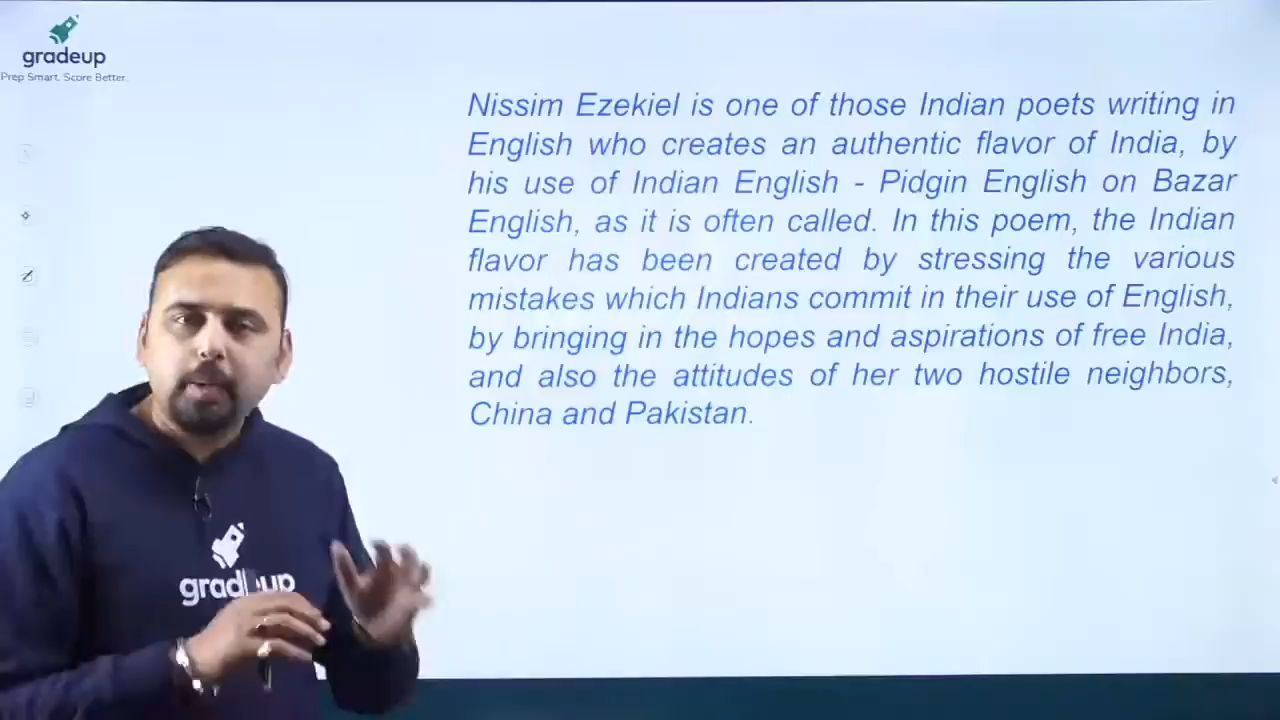 gradeup
Prep Smart. Score Better.
Nissim Ezekiel is one of those Indian poets writing in
English who creates an authentic flavor of India, by
his use of Indian English - Pidgin English on Bazar
English, as it is often called. In this poem, the Indian
flavor has been created by stressing the various
mistakes which Indians commit in their use of English,
by bringing in the hopes and aspirations of free India,
and also the attitudes of her two hostile neighbors,
China and Pakistan.
gradeup